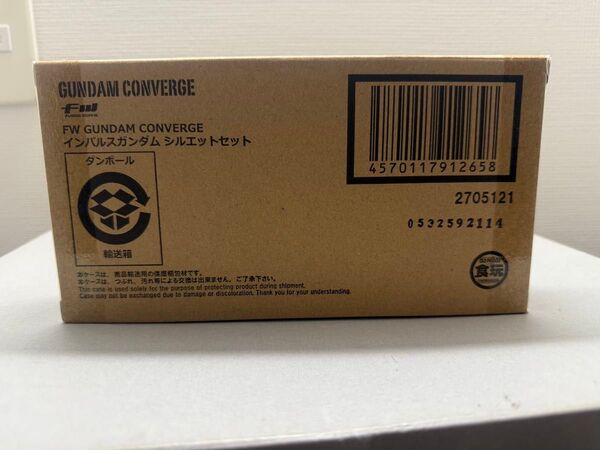 GUNDAM CONVERGE
FW
FW GUNDAM CONVERGE
インパルスガンダム シルエットセット
ダンボール
輸送箱
4570117912658
2705121
0532592114
BANDAI
食玩
本ケースは、商品輸送用の保護梱包材です。
本ケースは、つぶれ、汚れ等による交換は出来ません。ご了承下さい。
This case is used solely for the purpose of protecting product during shipment.
Case may not be exchanged due to damage or discoloration. Thank you for your understanding.